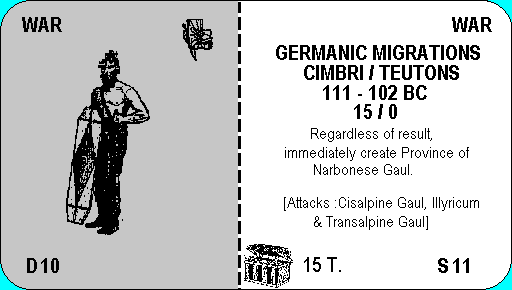 WAR
D10
WAR
GERMANIC MIGRATIONS
CIMBRI / TEUTONS
111 - 102 BC
15 / 0
Regardless of result,
immediately create Province of
Narbonese Gaul.
[Attacks :Cisalpine Gaul, Illyricum
& Transalpine Gaul]
15 T.
S11